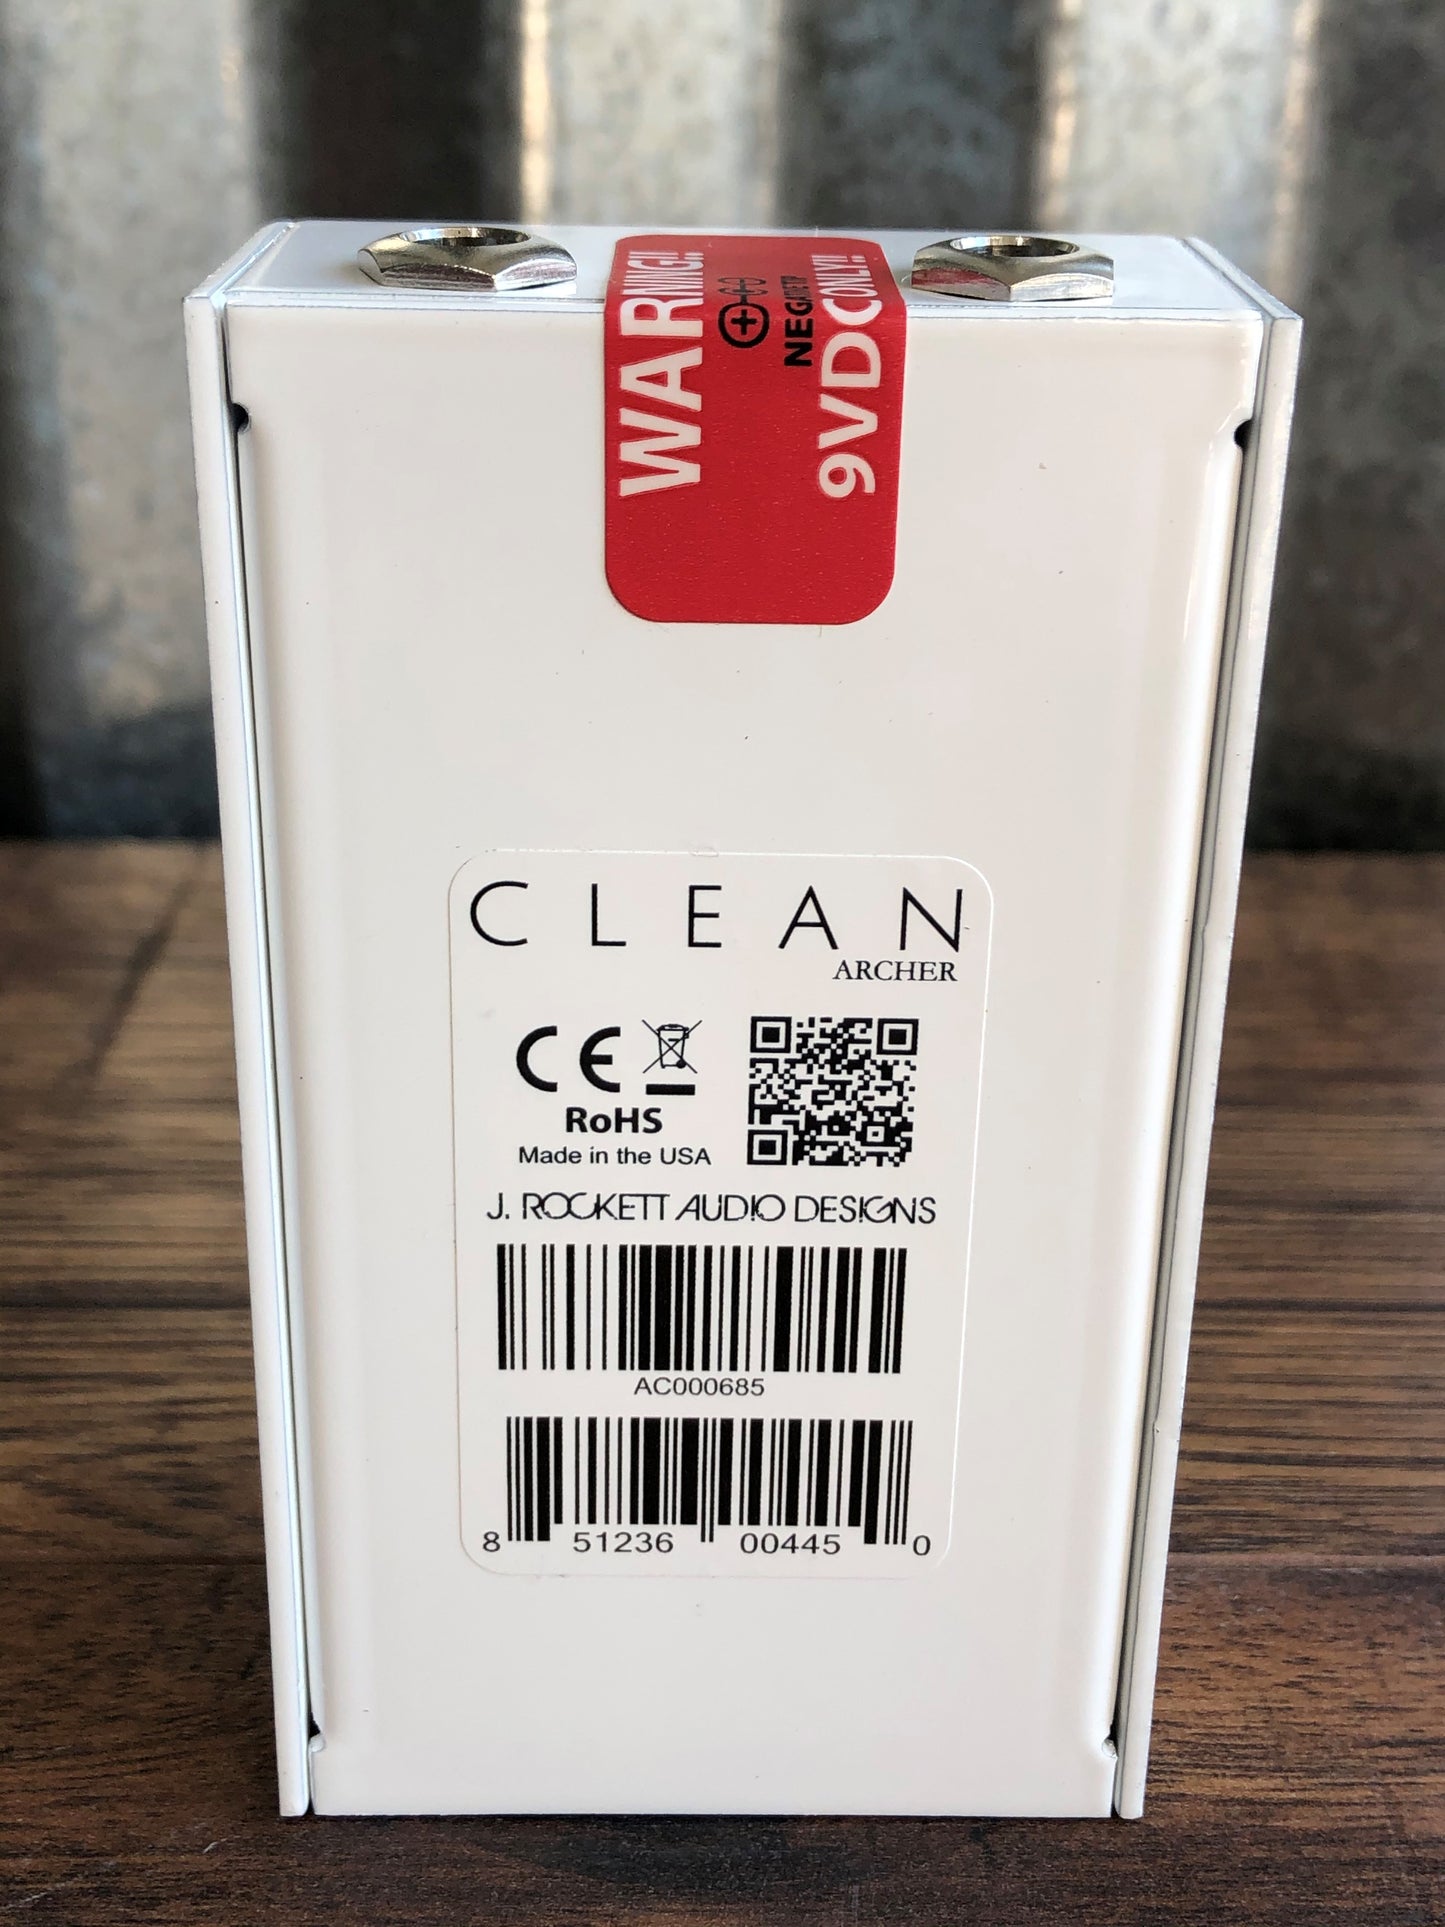 WARNING!!
NEGATIVE TIP
9VDC ONLY!!
CLEAN
ARCHER
CE
RoHS
Made in the USA
J. ROCKETT AUDIO DESIGNS
AC000685
8 51236 00445 0